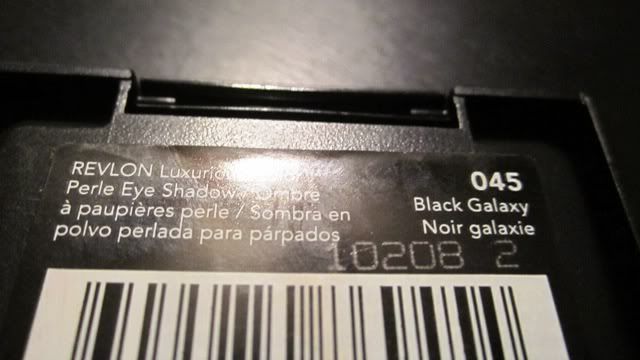 REVLON Luxurious
Perle Eye Shadow / Ombre
à paupières perle / Sombra en
polvo perlada para párpados
045
Black Galaxy
Noir galaxie
10208 2